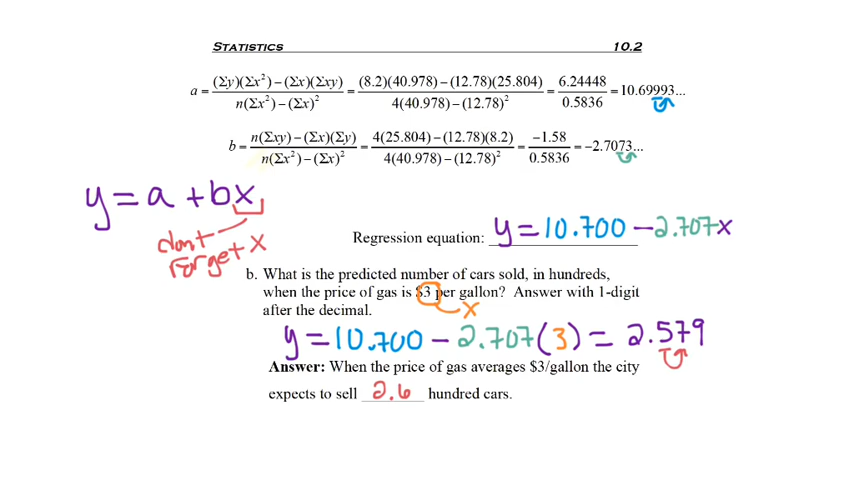 STATISTICS 10.2
a = (Σy)(Σx²) − (Σx)(Σxy) / n(Σx²) − (Σx)² = (8.2)(40.978) − (12.78)(25.804) / 4(40.978) − (12.78)² = 6.24448 / 0.5836 = 10.69993...
b = n(Σxy) − (Σx)(Σy) / n(Σx²) − (Σx)² = 4(25.804) − (12.78)(8.2) / 4(40.978) − (12.78)² = −1.58 / 0.5836 = −2.7073...
y = a + bx
don't
forget x
Regression equation: y = 10.700 − 2.707x
b. What is the predicted number of cars sold, in hundreds,
when the price of gas is $3 per gallon? Answer with 1-digit
after the decimal.
x
y = 10.700 − 2.707(3) = 2.579
Answer: When the price of gas averages $3/gallon the city
expects to sell 2.6 hundred cars.